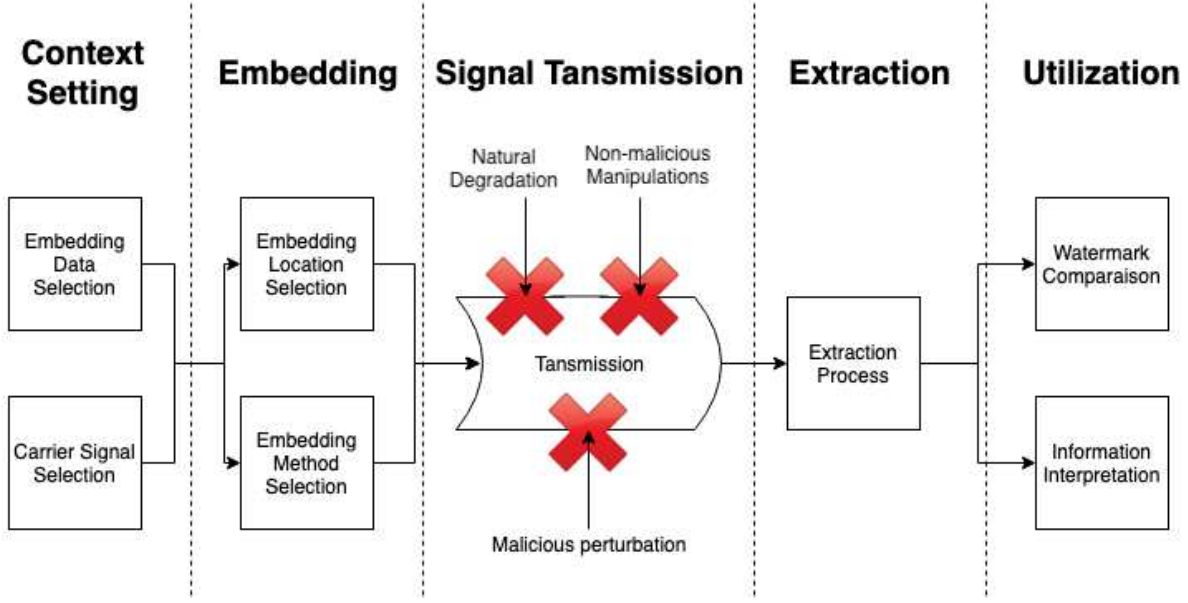 Context
Setting
Embedding
Signal Tansmission
Extraction
Utilization
Natural
Degradation
Non-malicious
Manipulations
Embedding
Data
Selection
Embedding
Location
Selection
Watermark
Comparaison
Tansmission
Extraction
Process
Carrier Signal
Selection
Embedding
Method
Selection
Information
Interpretation
Malicious perturbation